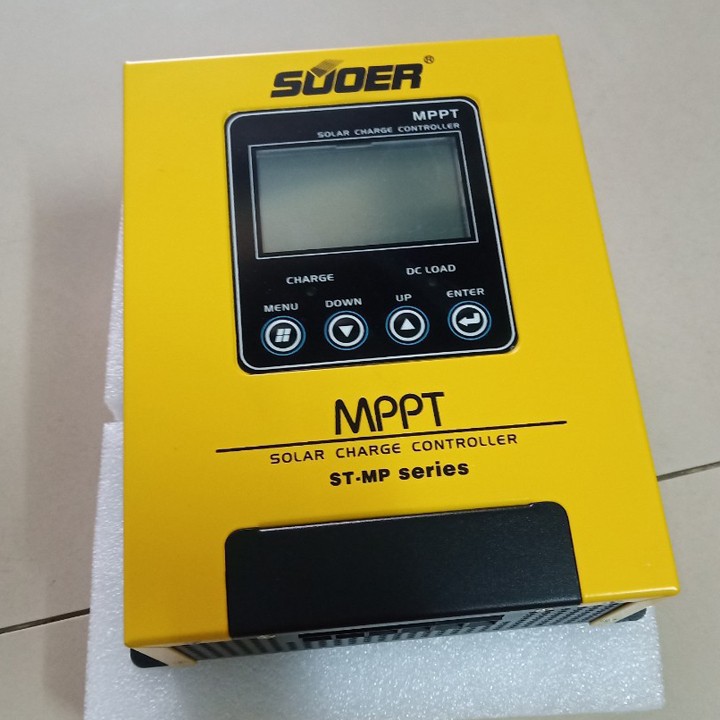 SUOER®
MPPT
SOLAR CHARGE CONTROLLER
CHARGE DC LOAD
MENU DOWN UP ENTER
MPPT
SOLAR CHARGE CONTROLLER
ST-MP Series